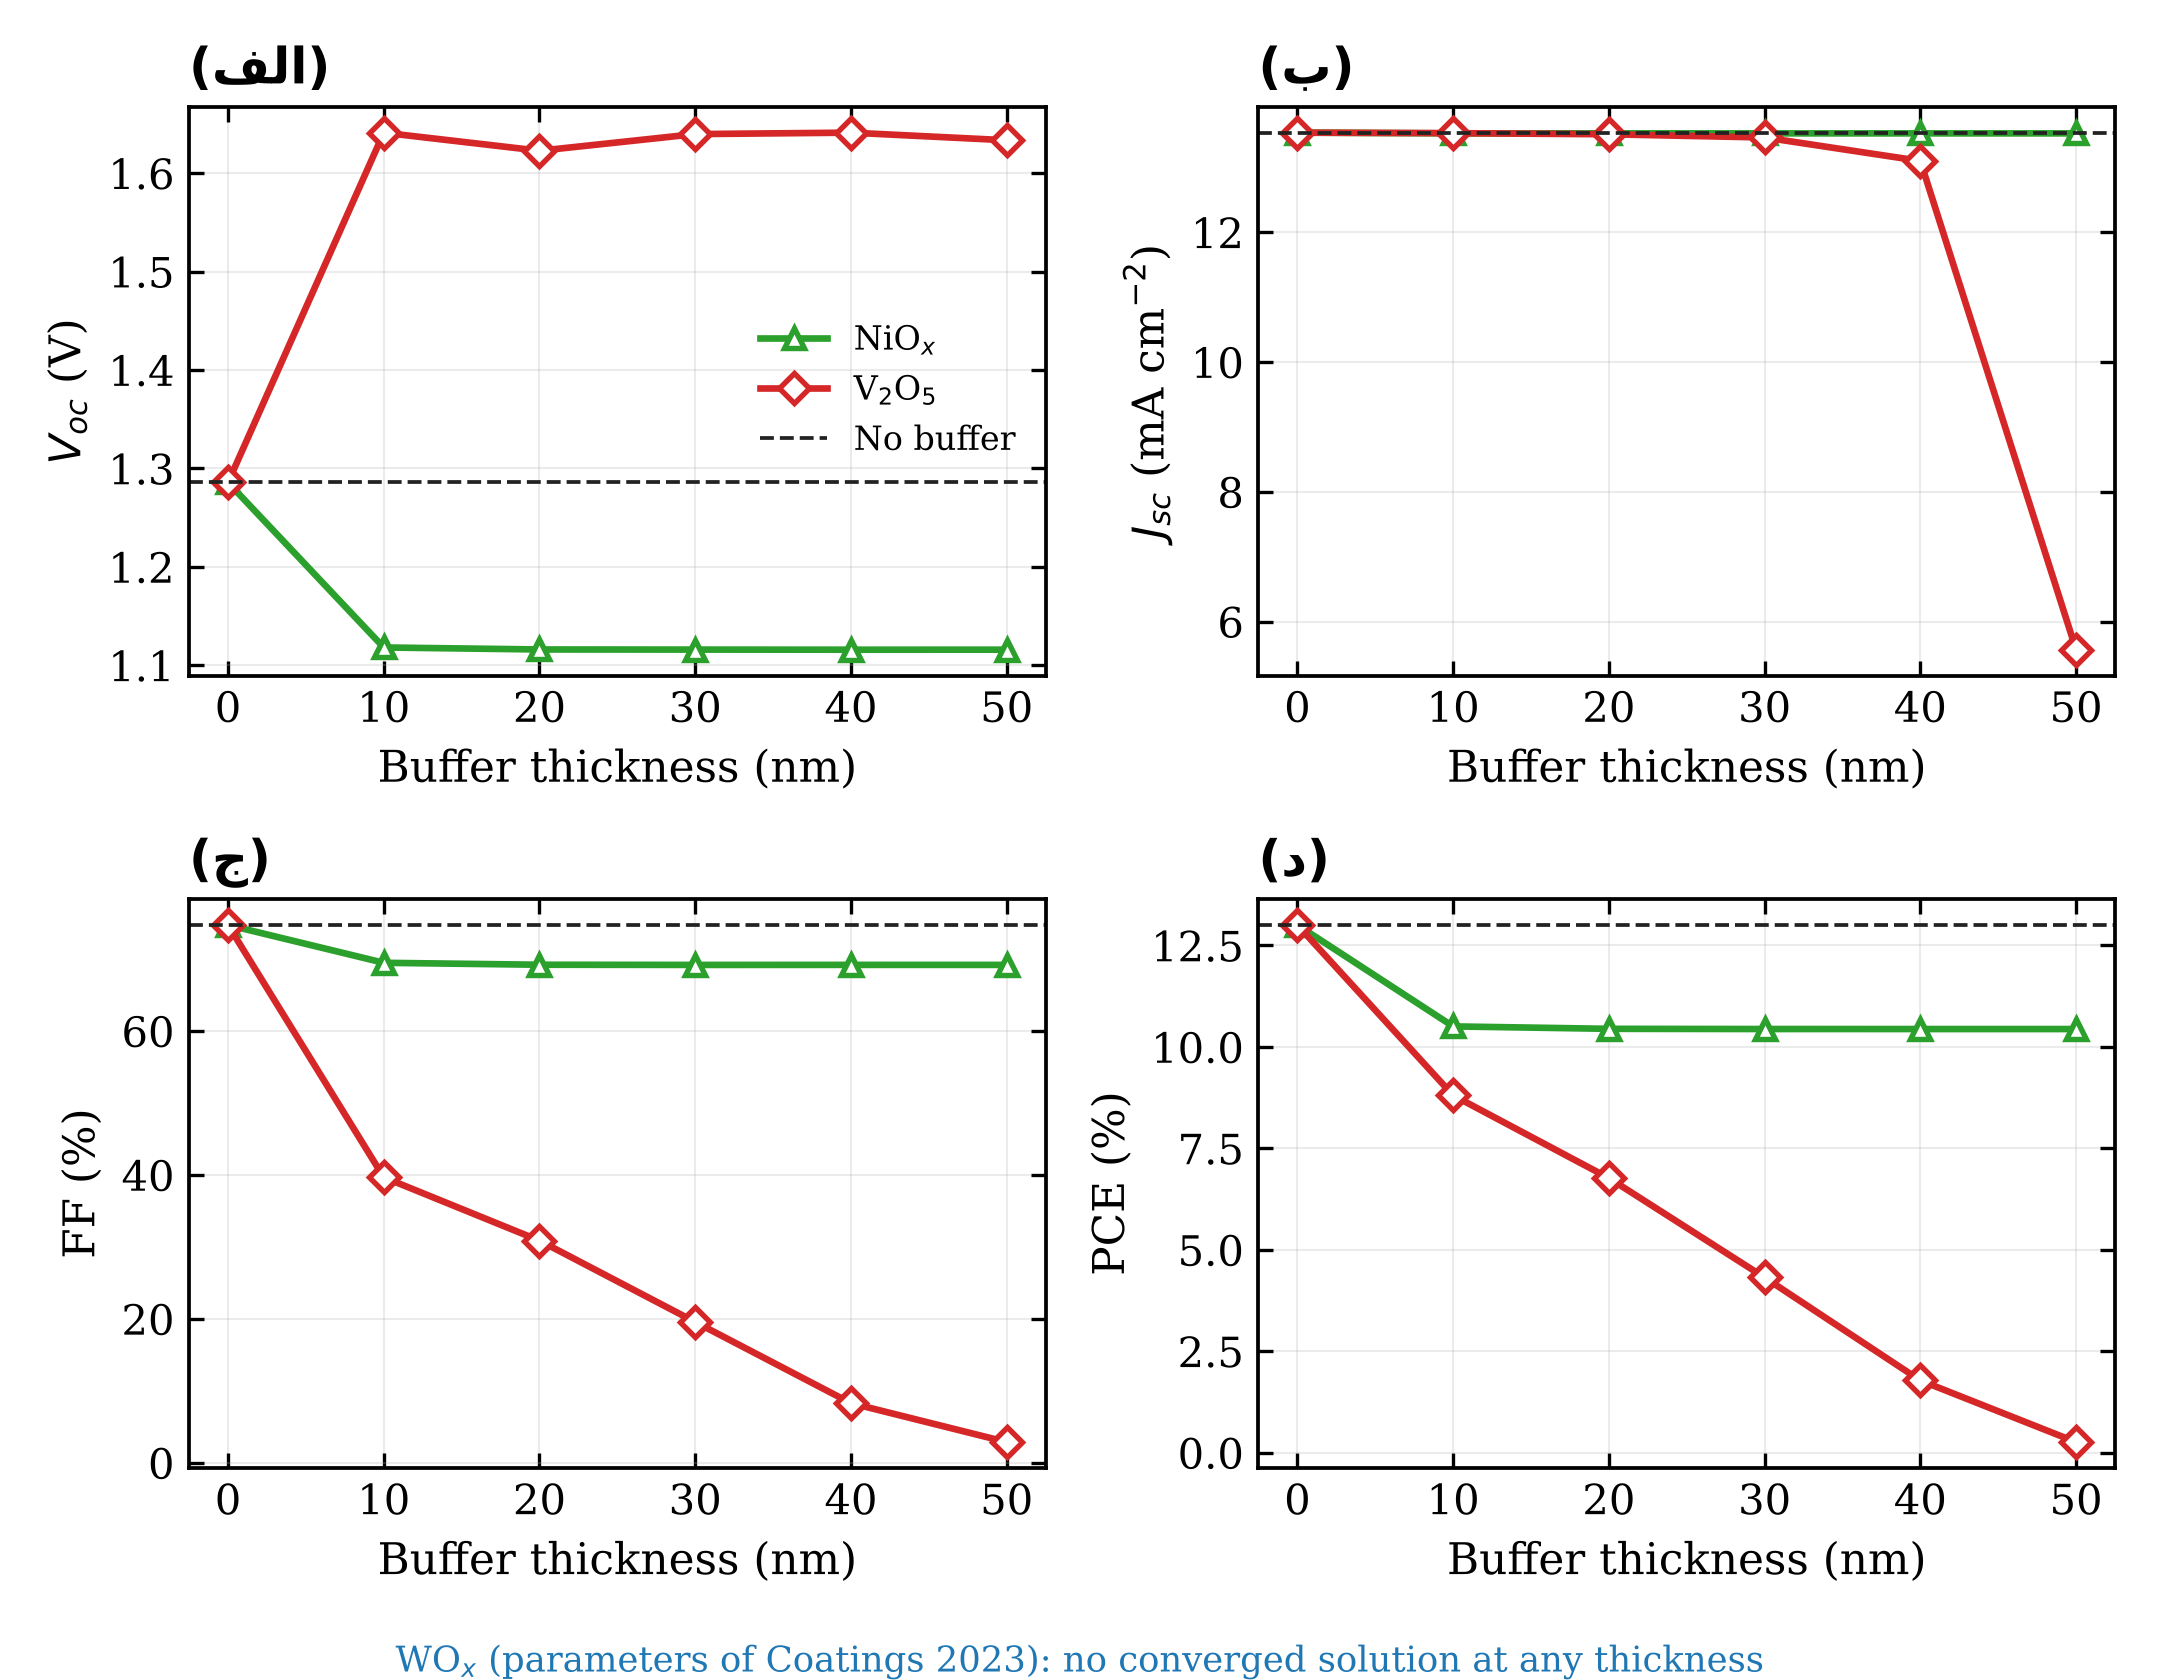 (الف)
1.6
1.5
1.4
1.3
1.2
1.1
V_oc (V)
NiO_x
V₂O₅
No buffer
0 10 20 30 40 50
Buffer thickness (nm)
(ب)
12
10
8
6
J_sc (mA cm⁻²)
0 10 20 30 40 50
Buffer thickness (nm)
(ج)
60
40
20
0
FF (%)
0 10 20 30 40 50
Buffer thickness (nm)
(د)
12.5
10.0
7.5
5.0
2.5
0.0
PCE (%)
0 10 20 30 40 50
Buffer thickness (nm)
WO_x (parameters of Coatings 2023): no converged solution at any thickness